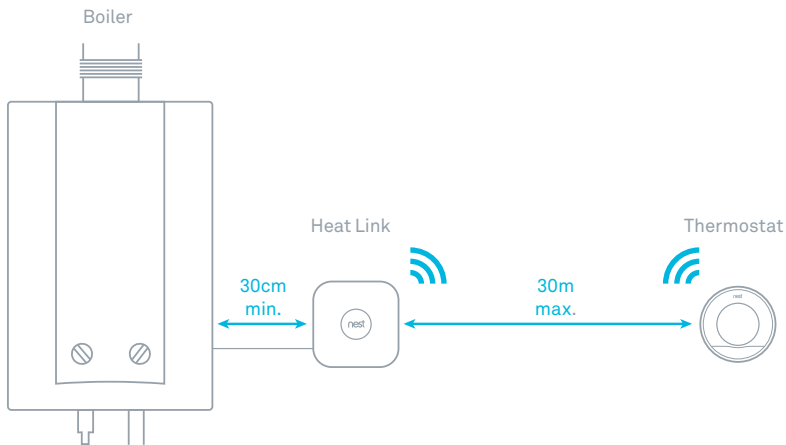 Boiler
Heat Link
Thermostat
30cm
min.
30m
max.
nest
nest